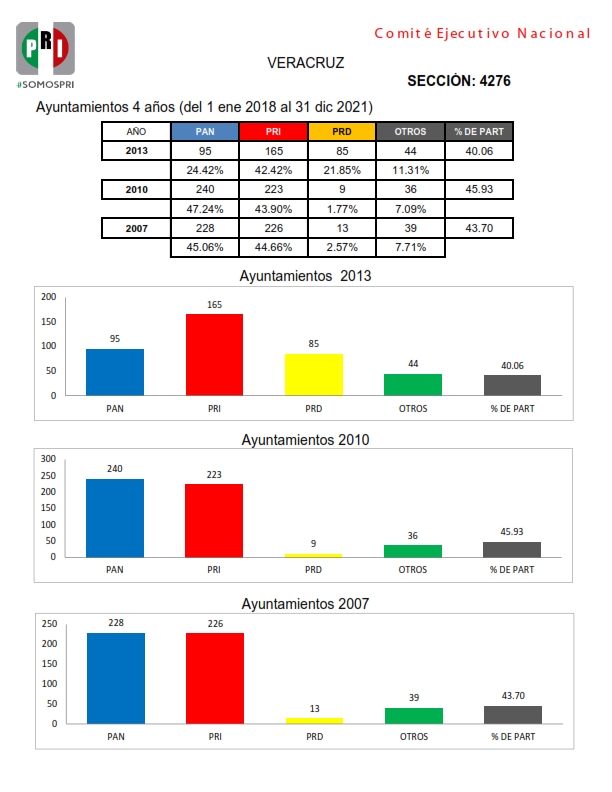 Comité Ejecutivo Nacional
PRI
#SOMOSPRI
VERACRUZ
SECCIÓN: 4276
Ayuntamientos 4 años (del 1 ene 2018 al 31 dic 2021)
AÑO PAN PRI PRD OTROS % DE PART
2013 95 165 85 44 40.06
24.42% 42.42% 21.85% 11.31%
2010 240 223 9 36 45.93
47.24% 43.90% 1.77% 7.09%
2007 228 226 13 39 43.70
45.06% 44.66% 2.57% 7.71%
Ayuntamientos 2013
200
150
100
50
0
95 165 85 44 40.06
PAN PRI PRD OTROS % DE PART
Ayuntamientos 2010
300
250
200
150
100
50
0
240 223 9 36 45.93
PAN PRI PRD OTROS % DE PART
Ayuntamientos 2007
250
200
150
100
50
0
228 226 13 39 43.70
PAN PRI PRD OTROS % DE PART